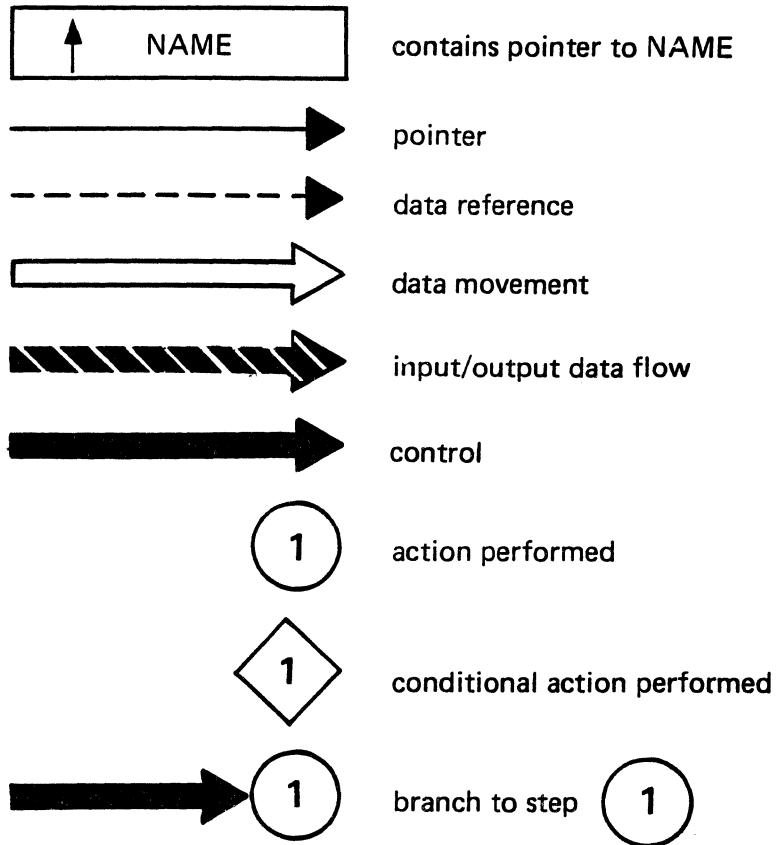 NAME contains pointer to NAME
pointer
data reference
data movement
input/output data flow
control
1 action performed
1 conditional action performed
1 branch to step 1